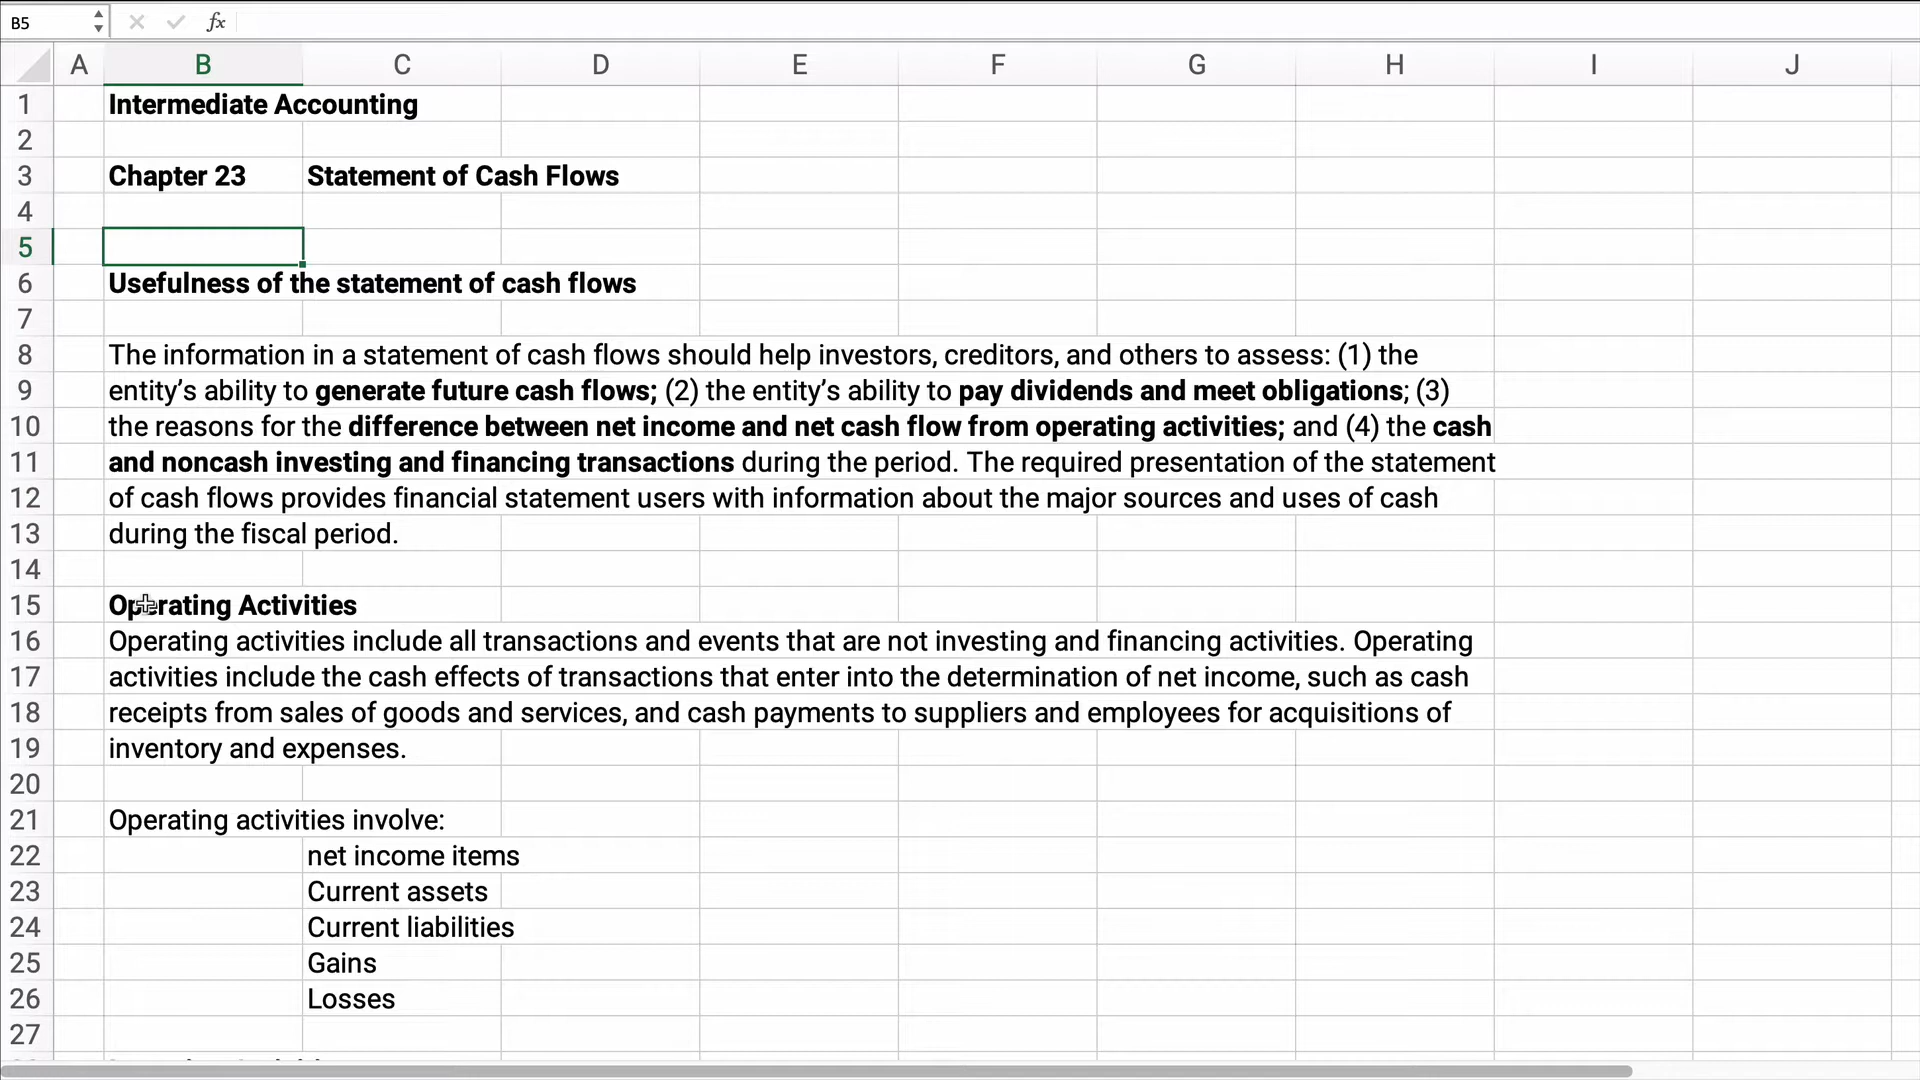 B5 fx
A B C D E F G H I J
1 Intermediate Accounting
2
3 Chapter 23 Statement of Cash Flows
4
5
6 Usefulness of the statement of cash flows
7
8 The information in a statement of cash flows should help investors, creditors, and others to assess: (1) the
9 entity’s ability to generate future cash flows; (2) the entity’s ability to pay dividends and meet obligations; (3)
10 the reasons for the difference between net income and net cash flow from operating activities; and (4) the cash
11 and noncash investing and financing transactions during the period. The required presentation of the statement
12 of cash flows provides financial statement users with information about the major sources and uses of cash
13 during the fiscal period.
14
15 Operating Activities
16 Operating activities include all transactions and events that are not investing and financing activities. Operating
17 activities include the cash effects of transactions that enter into the determination of net income, such as cash
18 receipts from sales of goods and services, and cash payments to suppliers and employees for acquisitions of
19 inventory and expenses.
20
21 Operating activities involve:
22 net income items
23 Current assets
24 Current liabilities
25 Gains
26 Losses
27